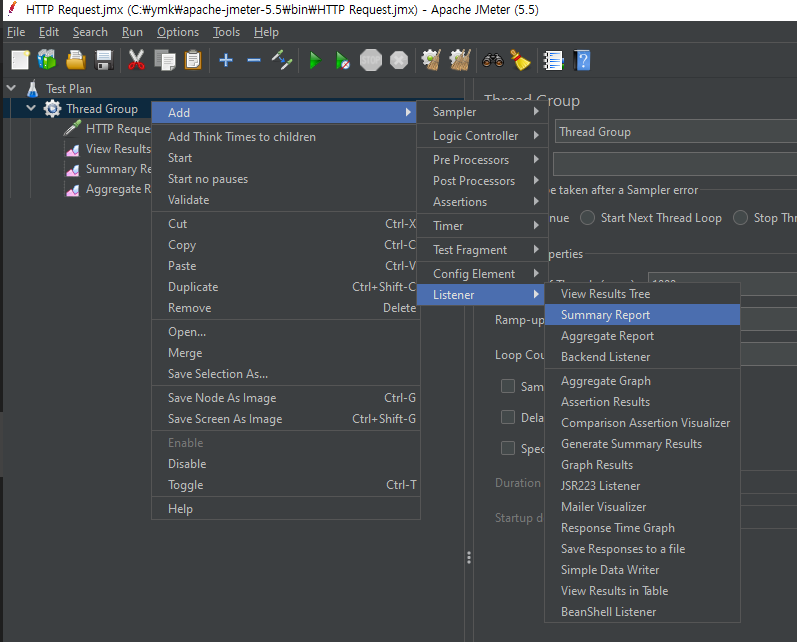 HTTP Request.jmx (C:₩ymk₩apache-jmeter-5.5₩bin₩HTTP Request.jmx) - Apache JMeter (5.5)
File Edit Search Run Options Tools Help
STOP
Test Plan
Thread Group
HTTP Reque
View Results
Summary Re
Aggregate R
Add
Add Think Times to children
Start
Start no pauses
Validate
Cut Ctrl-X
Copy Ctrl-C
Paste Ctrl-V
Duplicate Ctrl+Shift-C
Remove Delete
Open...
Merge
Save Selection As...
Save Node As Image Ctrl-G
Save Screen As Image Ctrl+Shift-G
Enable
Disable
Toggle Ctrl-T
Help
Sampler
Logic Controller
Pre Processors
Post Processors
Assertions
Timer
Test Fragment
Config Element
Listener
View Results Tree
Summary Report
Aggregate Report
Backend Listener
Aggregate Graph
Assertion Results
Comparison Assertion Visualizer
Generate Summary Results
Graph Results
JSR223 Listener
Mailer Visualizer
Response Time Graph
Save Responses to a file
Simple Data Writer
View Results in Table
BeanShell Listener
Thread Group
Thread Group
be taken after a Sampler error
nue Start Next Thread Loop Stop Thr
perties
Ramp-up
Loop Cou
Sam
Dela
Spec
Duration
Startup d